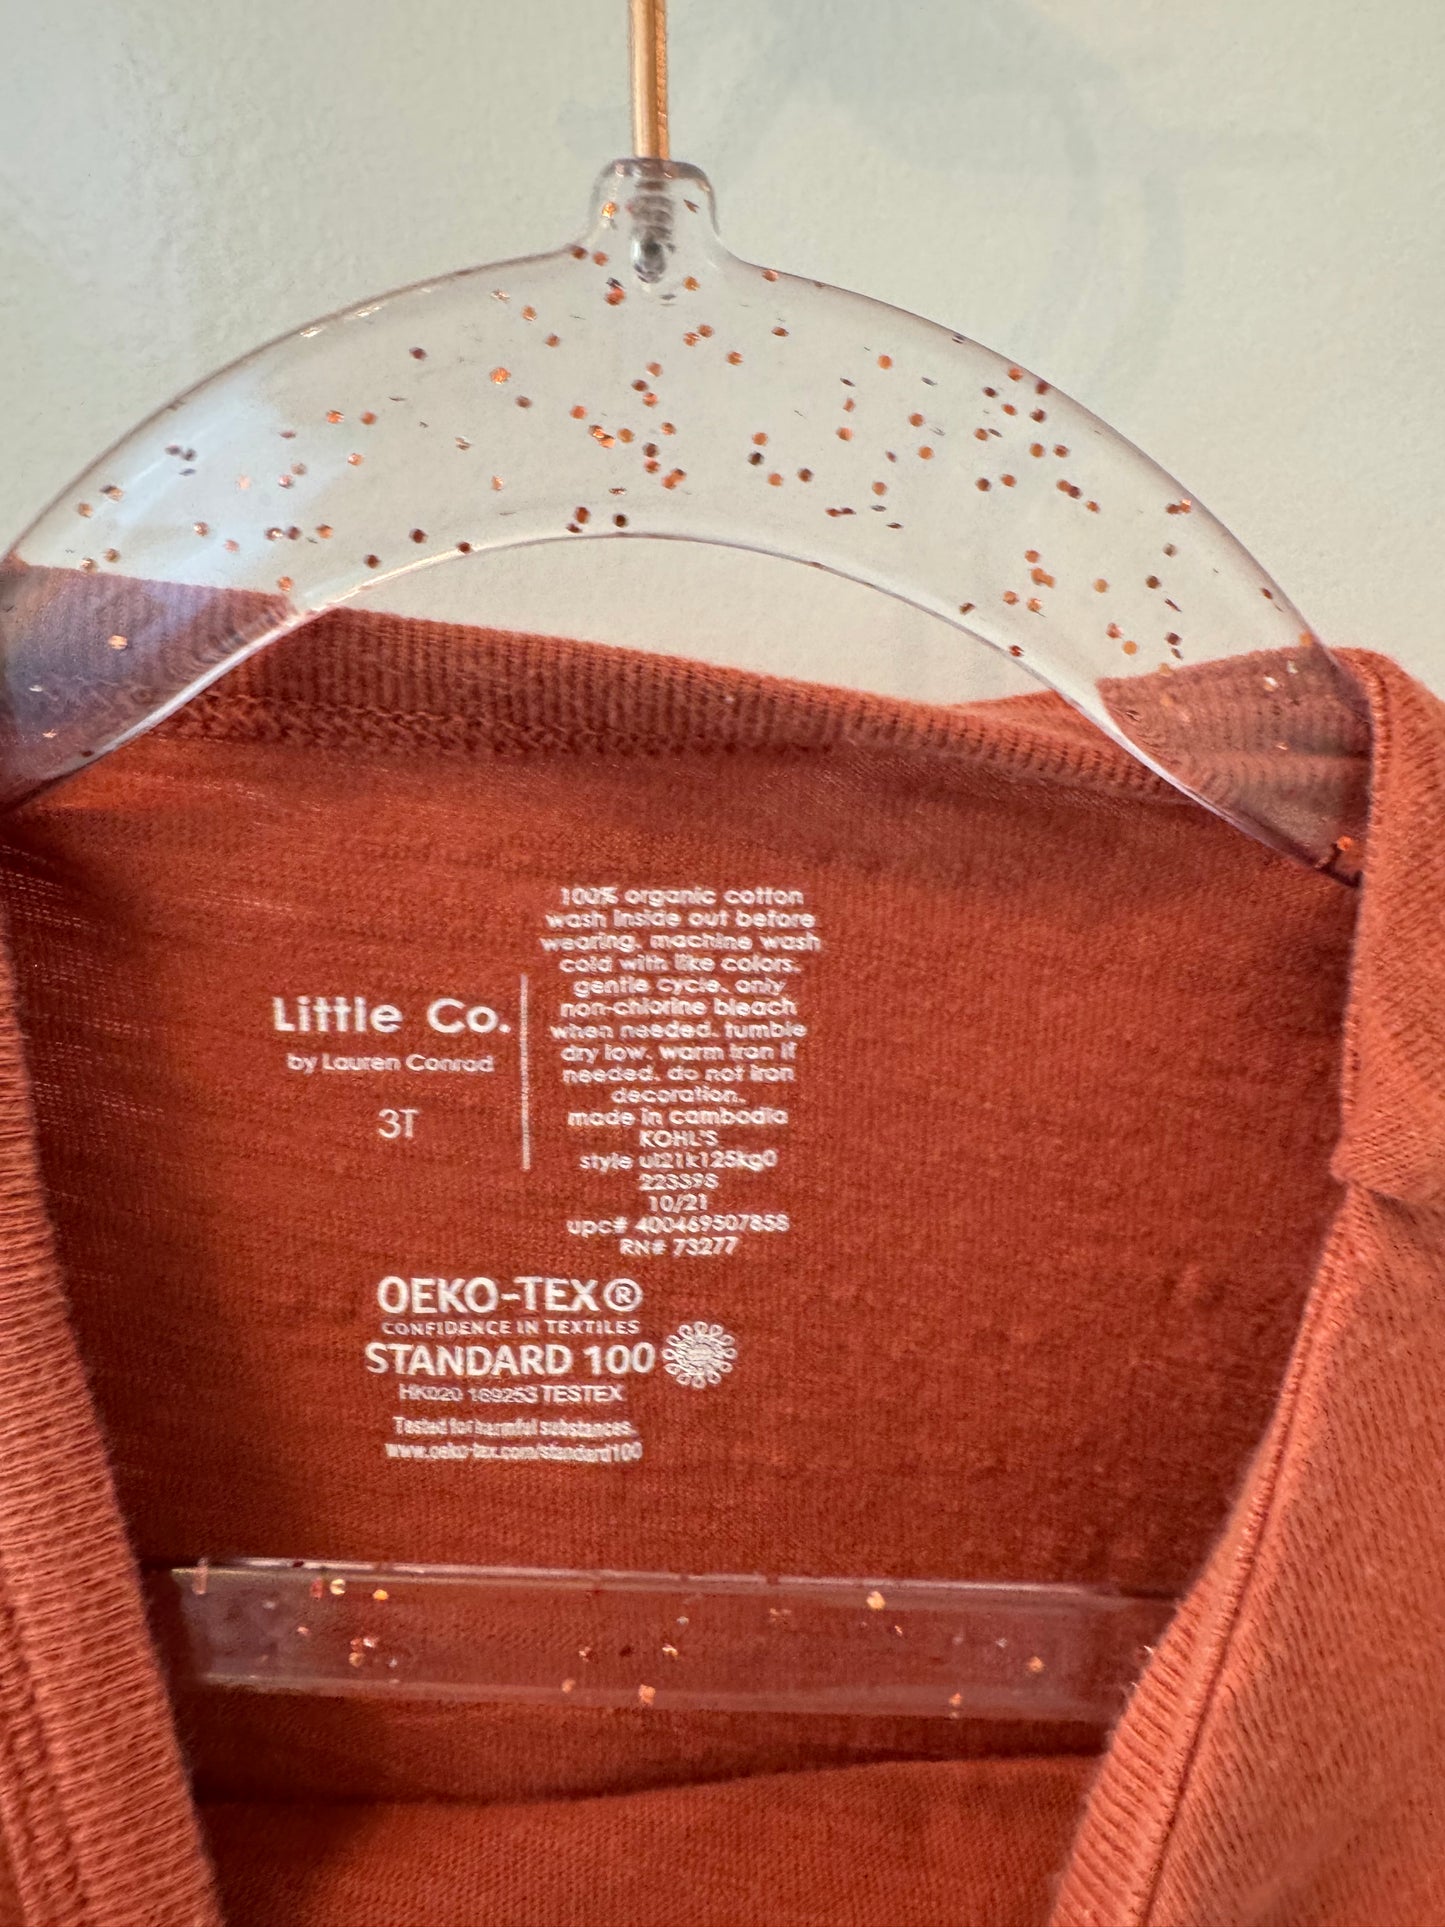 Little Co.
by Lauren Conrad
3T
100% organic cotton
wash inside out before
wearing. machine wash
cold with like colors.
gentle cycle. only
non-chlorine bleach
when needed. tumble
dry low. warm iron if
needed. do not iron
decoration.
made in cambodia
KOHL'S
style ul21k125kg0
223398
10/21
upc# 400469507858
RN# 73277
OEKO-TEX®
CONFIDENCE IN TEXTILES
STANDARD 100
HK020 169253 TESTEX
Tested for harmful substances.
www.oeko-tex.com/standard100